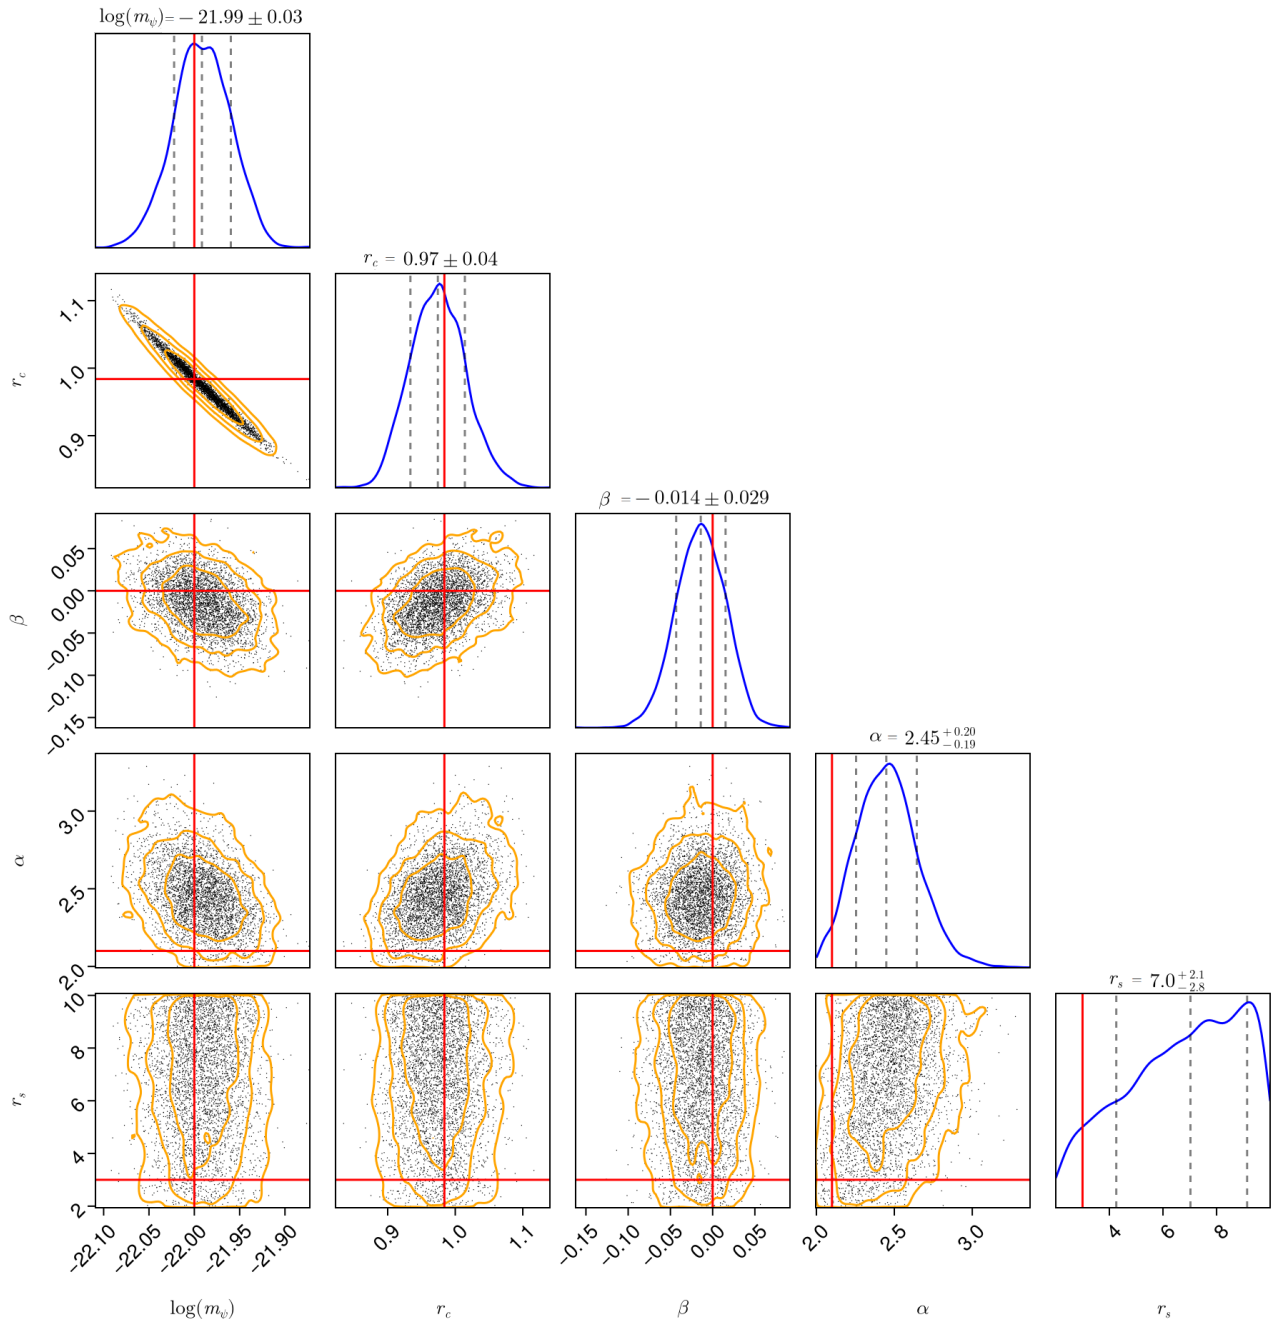 log(m_ψ)= − 21.99 ± 0.03
r_c = 0.97 ± 0.04
1.1
1.0
0.9
r_c
β = − 0.014 ± 0.029
0.05
0.00
−0.05
−0.10
−0.15
β
α = 2.45 +0.20 −0.19
3.0
2.5
2.0
α
r_s = 7.0 +2.1 −2.8
10
8
6
4
2
r_s
−22.10 −22.05 −22.00 −21.95 −21.90
0.9 1.0 1.1
−0.15 −0.10 −0.05 0.00 0.05
2.0 2.5 3.0
4 6 8
log(m_ψ) r_c β α r_s